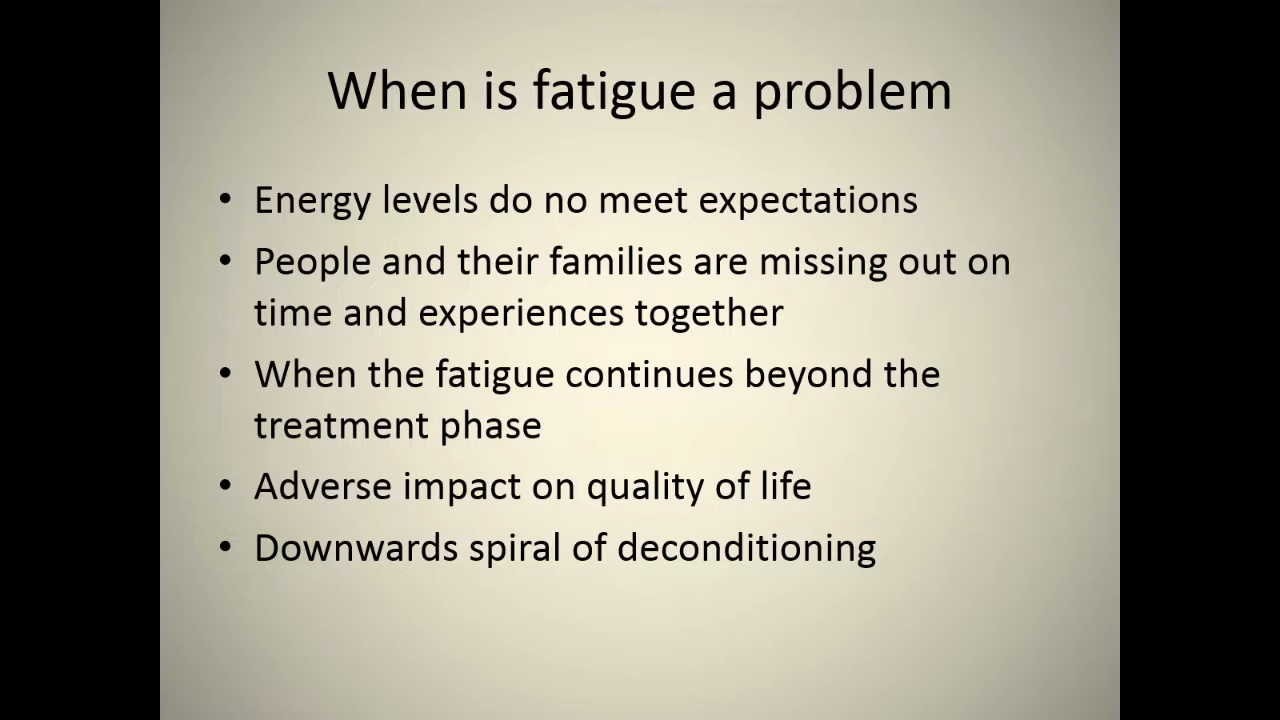 When is fatigue a problem
• Energy levels do no meet expectations
• People and their families are missing out on
time and experiences together
• When the fatigue continues beyond the
treatment phase
• Adverse impact on quality of life
• Downwards spiral of deconditioning